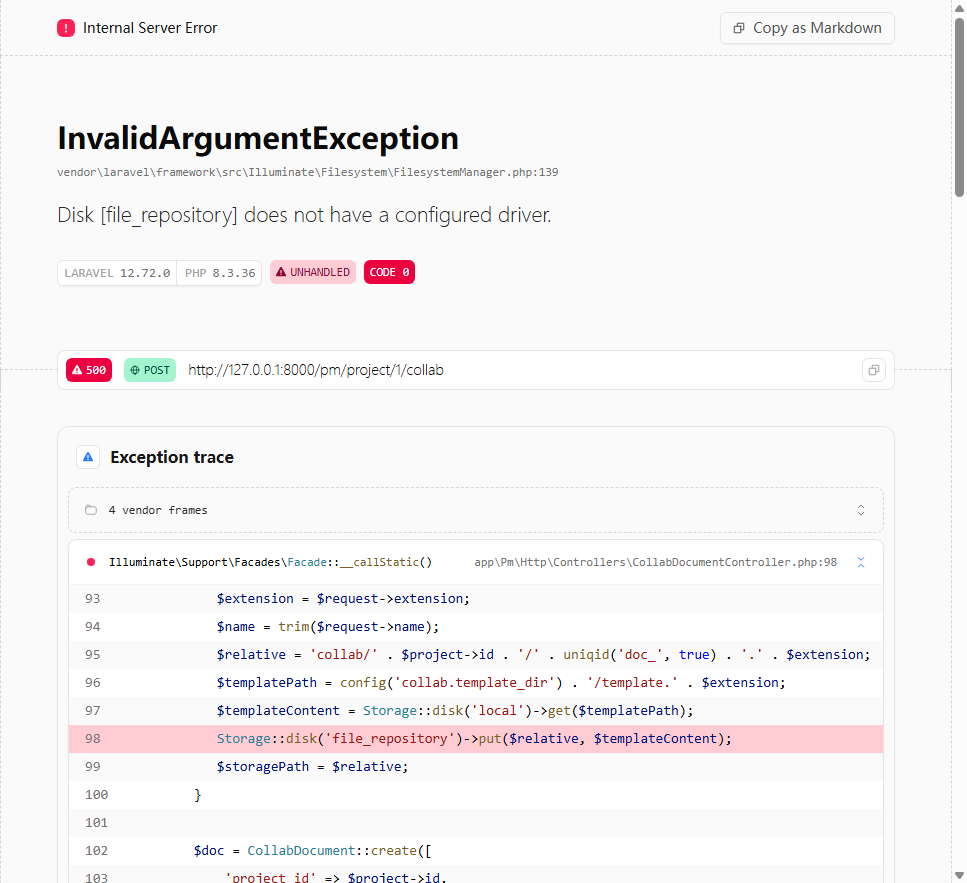 ! Internal Server Error
Copy as Markdown
InvalidArgumentException
vendor\laravel\framework\src\Illuminate\Filesystem\FilesystemManager.php:139
Disk [file_repository] does not have a configured driver.
LARAVEL 12.72.0 PHP 8.3.36 UNHANDLED CODE 0
500 POST http://127.0.0.1:8000/pm/project/1/collab
Exception trace
4 vendor frames
Illuminate\Support\Facades\Facade::__callStatic() app\Pm\Http\Controllers\CollabDocumentController.php:98
93 $extension = $request->extension;
94 $name = trim($request->name);
95 $relative = 'collab/' . $project->id . '/' . uniqid('doc_', true) . '.' . $extension;
96 $templatePath = config('collab.template_dir') . '/template.' . $extension;
97 $templateContent = Storage::disk('local')->get($templatePath);
98 Storage::disk('file_repository')->put($relative, $templateContent);
99 $storagePath = $relative;
100 }
101
102 $doc = CollabDocument::create([
103 'project_id' => $project->id,